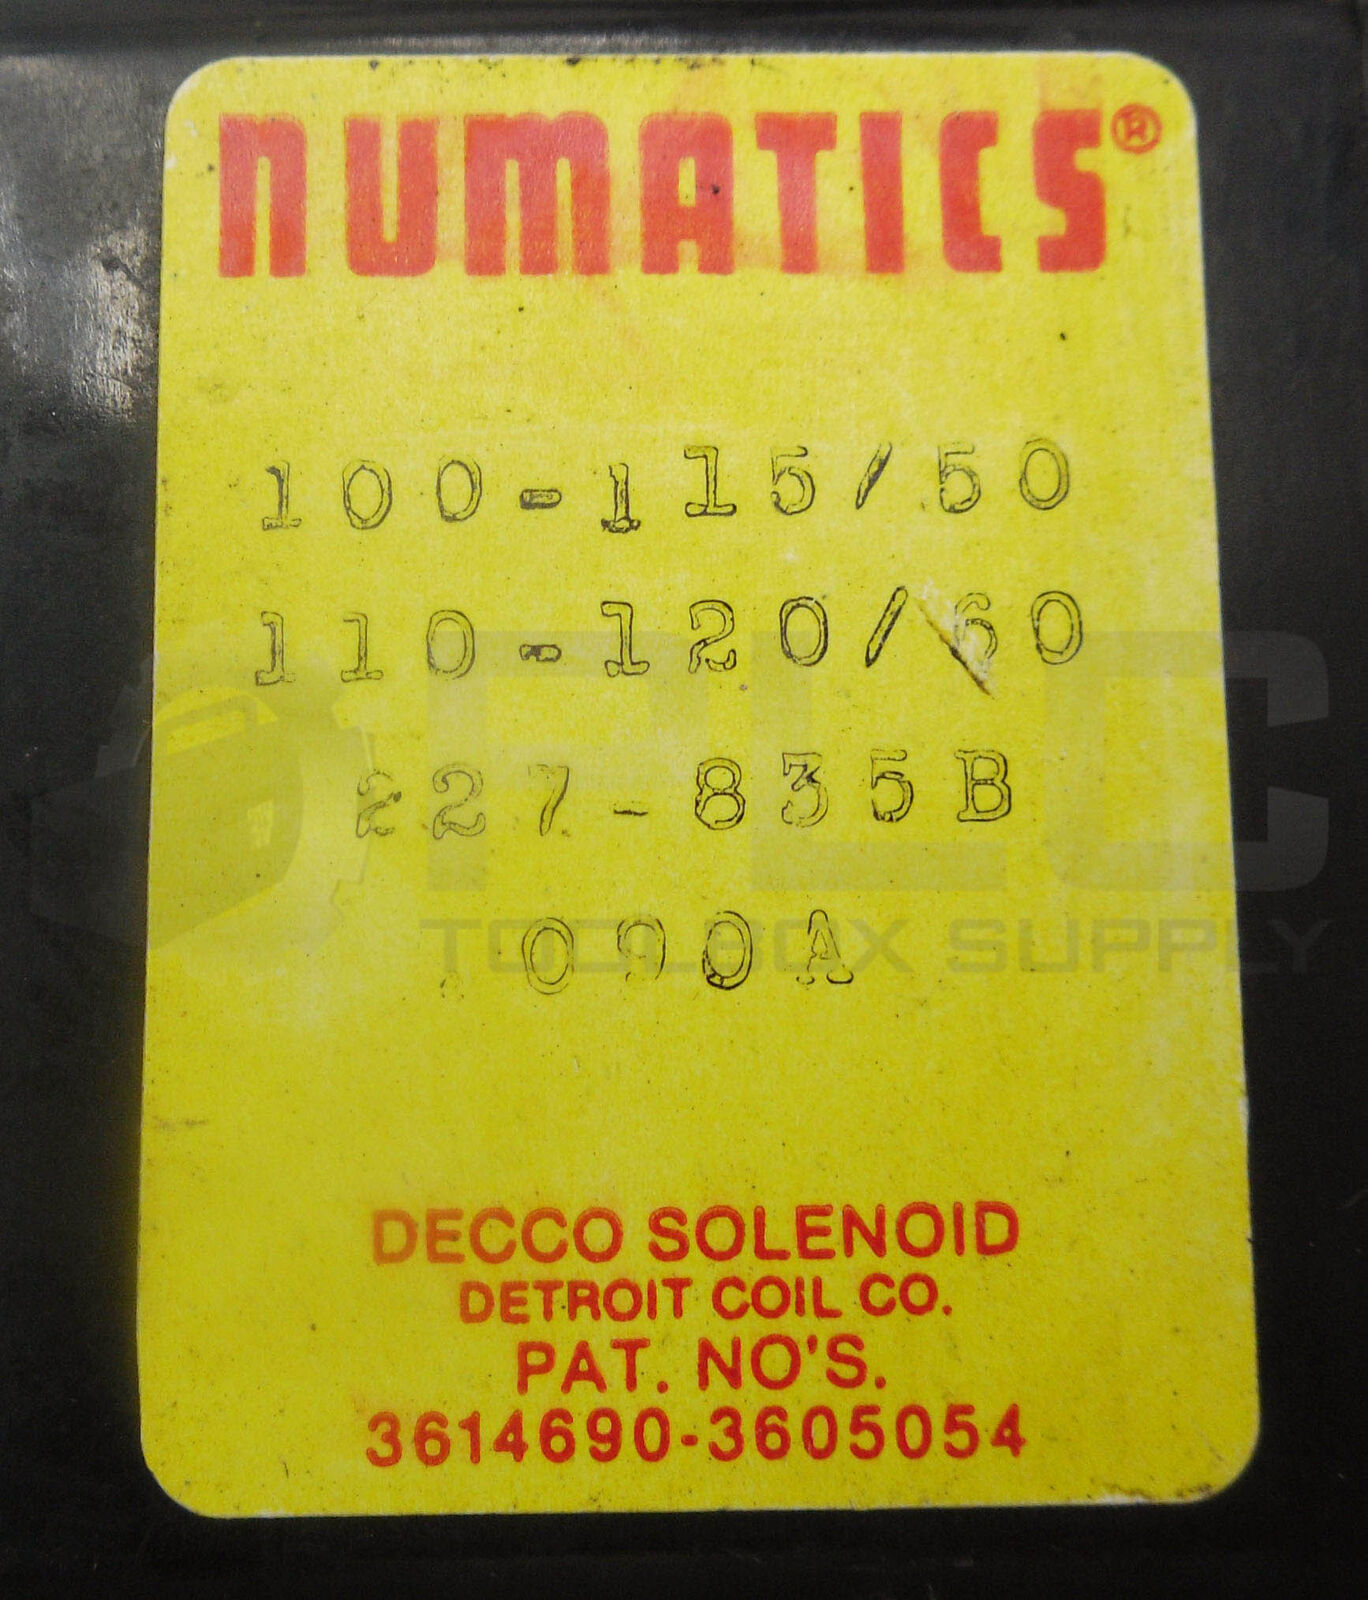 NUMATICS®
100-115/50
110-120/60
227-835B
090A
PLC
TOOLBOX SUPPLY
DECCO SOLENOID
DETROIT COIL CO.
PAT. NO'S.
3614690-3605054